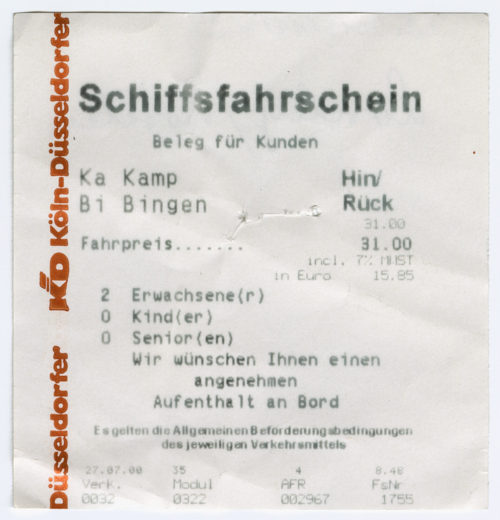 Köln-Düsseldorfer
KD
Düsseldorfer
Schiffsfahrschein
Beleg für Kunden
Ka Kamp Hin/
Bi Bingen Rück
31.00
Fahrpreis....... 31.00
incl. 7% MWST
in Euro 15.85
2 Erwachsene(r)
0 Kind(er)
0 Senior(en)
Wir wünschen Ihnen einen
angenehmen
Aufenthalt an Bord
Es gelten die Allgemeinen Beförderungsbedingungen
des jeweiligen Verkehrsmittels
27.07.00 35 4 8.48
Verk. Modul AFR FsNr
0032 0322 002967 1755